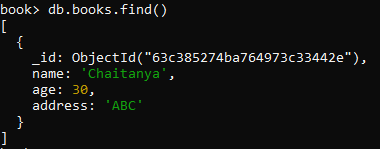 book> db.books.find()
[
  {
    _id: ObjectId("63c385274ba764973c33442e"),
    name: 'Chaitanya',
    age: 30,
    address: 'ABC'
  }
]